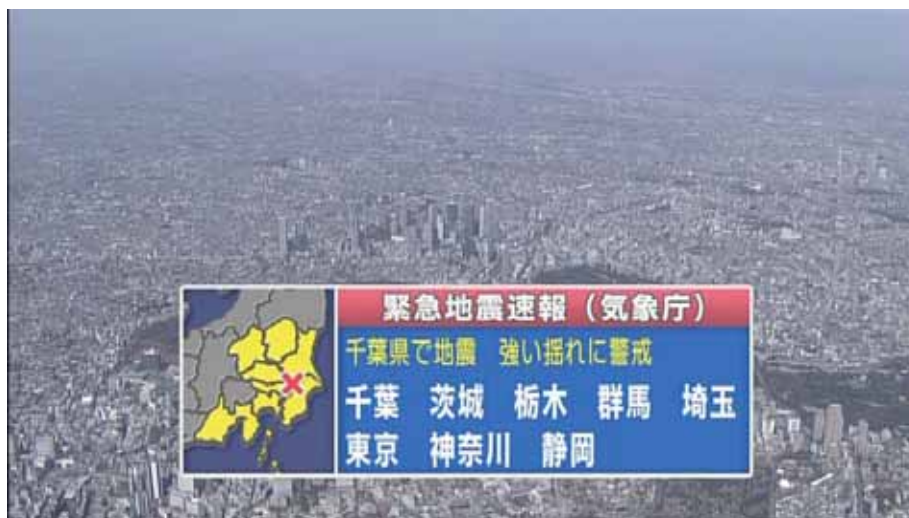 緊急地震速報（気象庁）
千葉県で地震　強い揺れに警戒
千葉　茨城　栃木　群馬　埼玉
東京　神奈川　静岡